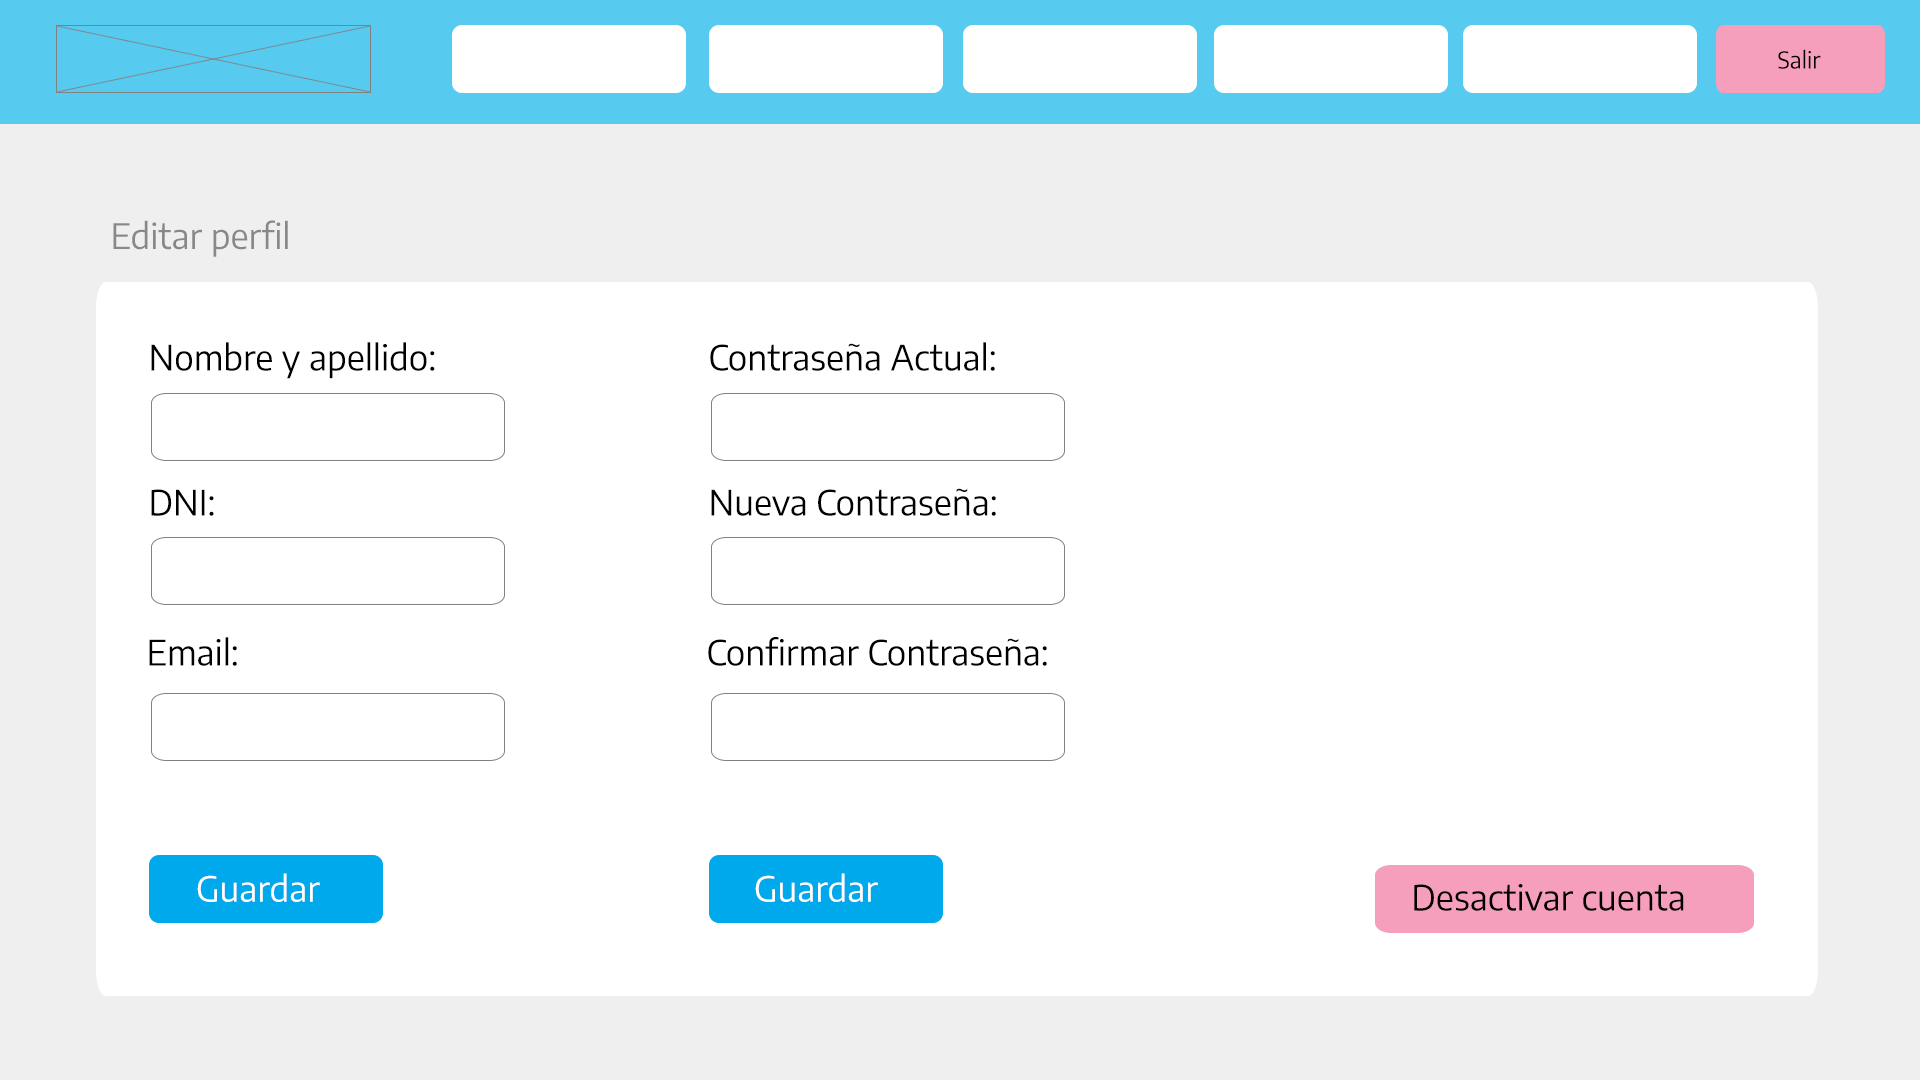 Salir
Editar perfil
Nombre y apellido:
Contraseña Actual:
DNI:
Nueva Contraseña:
Email:
Confirmar Contraseña:
Guardar
Guardar
Desactivar cuenta